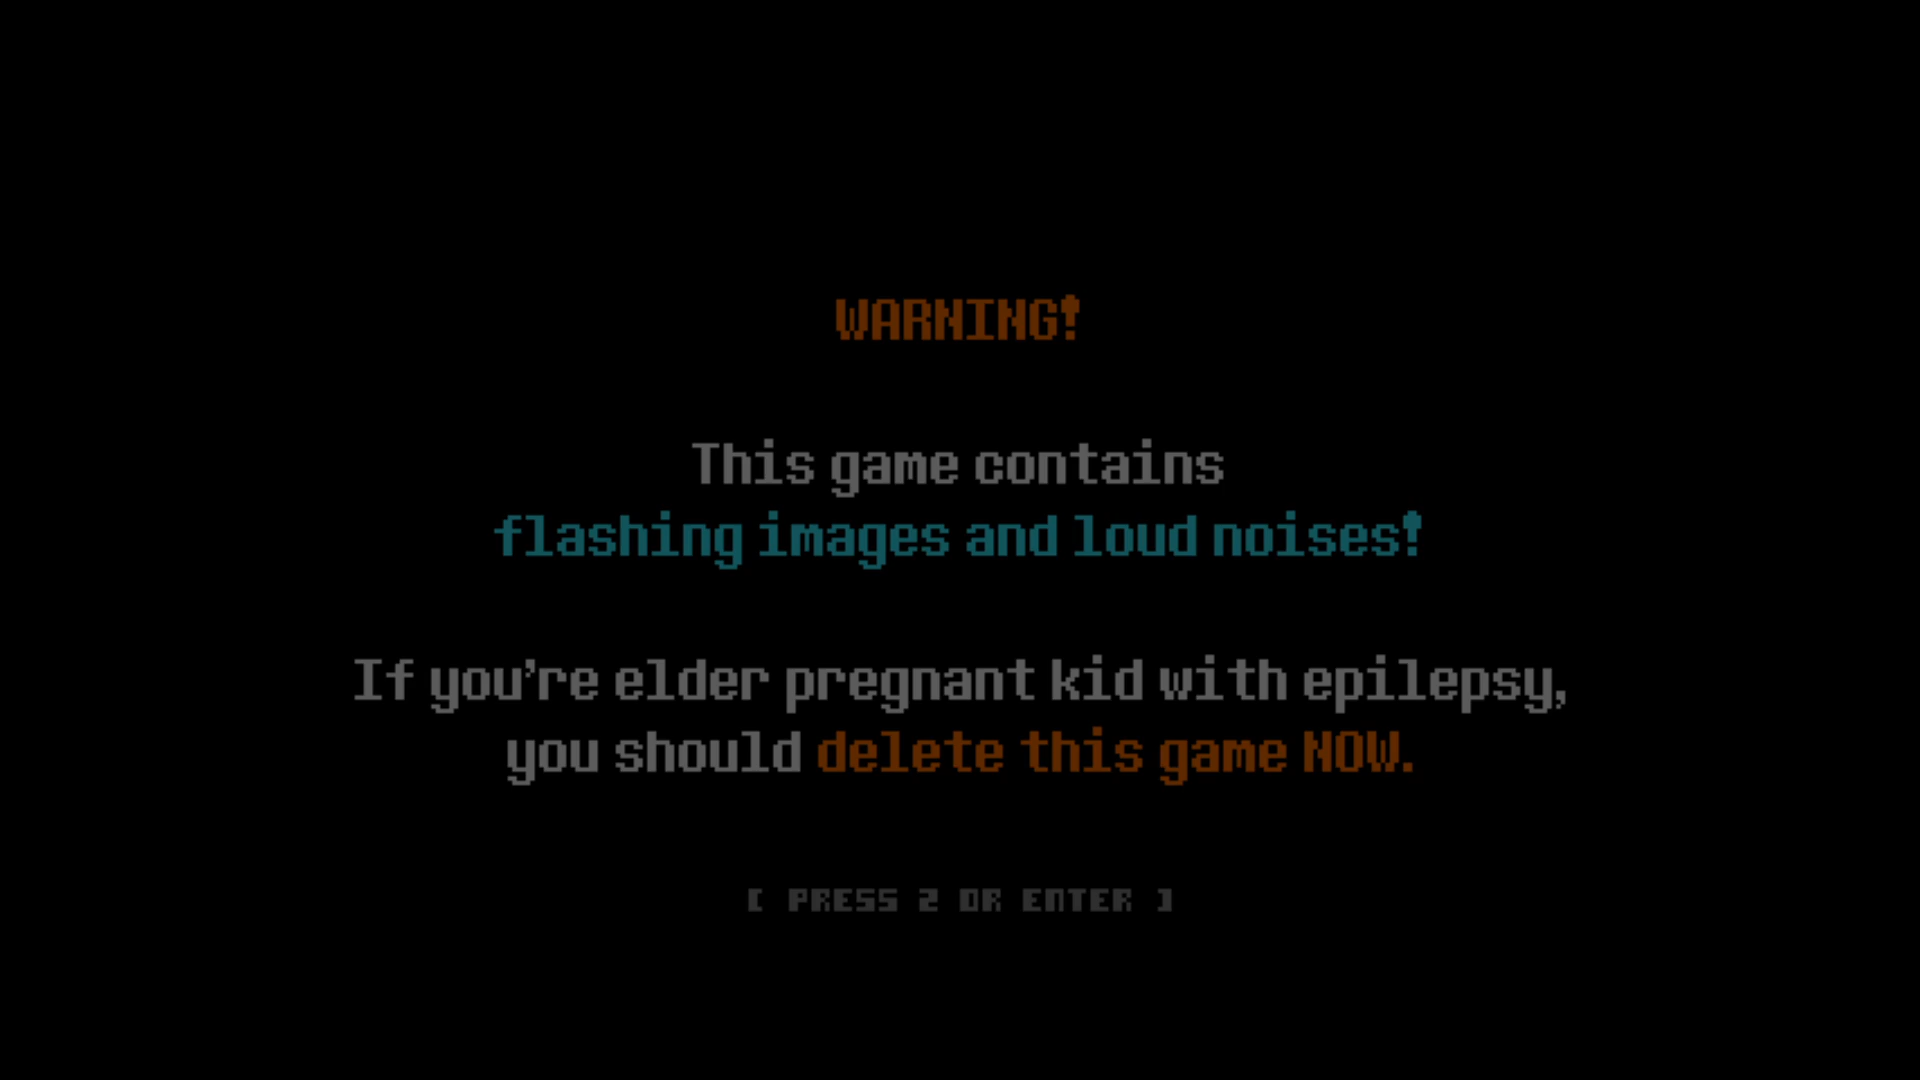 WARNING!
This game contains
flashing images and loud noises!
If you're elder pregnant kid with epilepsy,
you should delete this game NOW.
[ PRESS Z OR ENTER ]